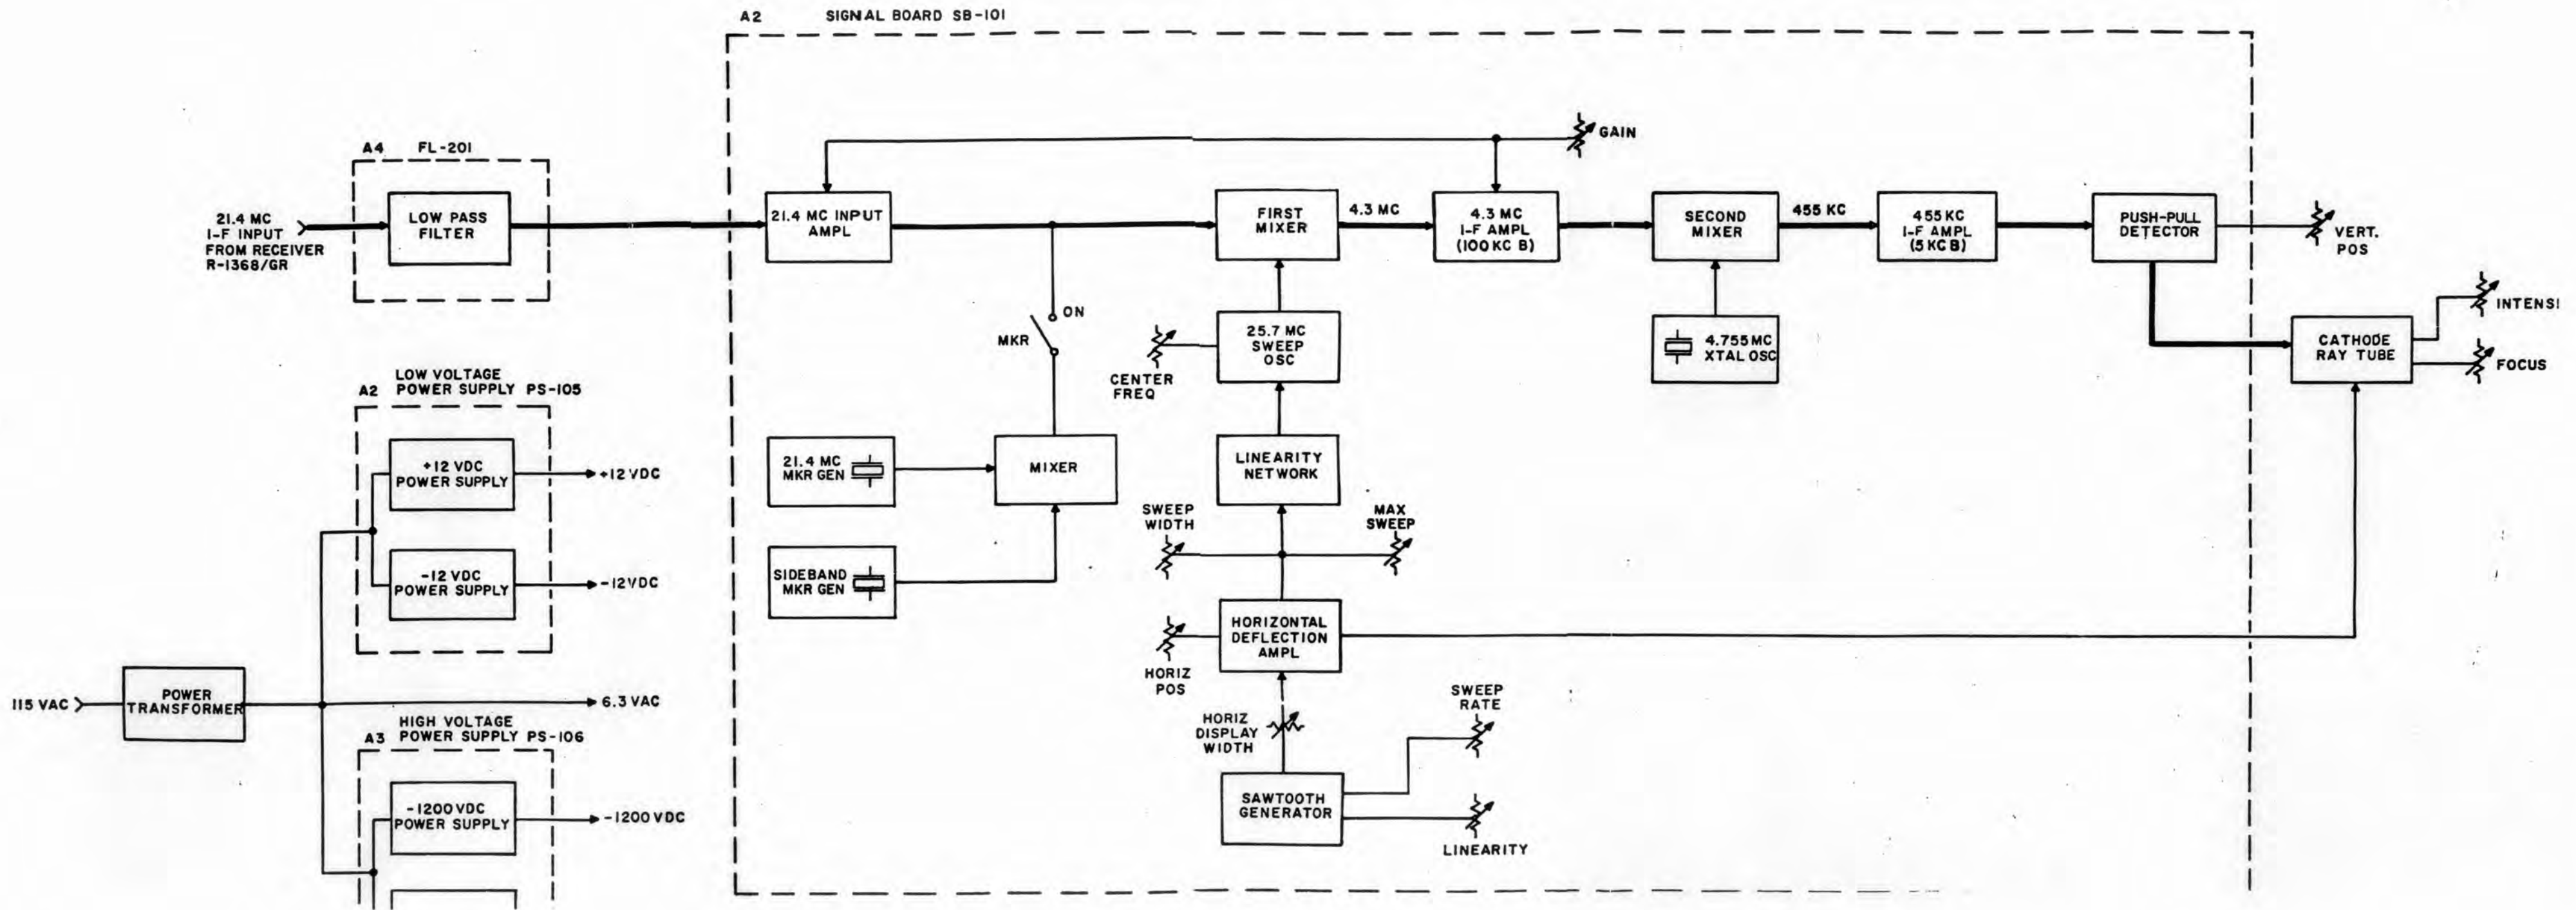 A2 SIGNAL BOARD SB-101
GAIN
A4 FL-201
21.4 MC
I-F INPUT
FROM RECEIVER
R-1368/GR
LOW PASS
FILTER
21.4 MC INPUT
AMPL
FIRST
MIXER
4.3 MC
4.3 MC
I-F AMPL
(100 KC B)
SECOND
MIXER
455 KC
455 KC
I-F AMPL
(5 KC B)
PUSH-PULL
DETECTOR
VERT.
POS
ON
MKR
CENTER
FREQ
25.7 MC
SWEEP
OSC
4.755 MC
XTAL OSC
CATHODE
RAY TUBE
INTENSI
FOCUS
LOW VOLTAGE
A2 POWER SUPPLY PS-105
+12 VDC
POWER SUPPLY
+12 VDC
-12 VDC
POWER SUPPLY
-12VDC
21.4 MC
MKR GEN
MIXER
LINEARITY
NETWORK
SIDEBAND
MKR GEN
SWEEP
WIDTH
MAX
SWEEP
HORIZONTAL
DEFLECTION
AMPL
HORIZ
POS
115 VAC
POWER
TRANSFORMER
6.3 VAC
HIGH VOLTAGE
A3 POWER SUPPLY PS-106
-1200 VDC
POWER SUPPLY
-1200 VDC
HORIZ
DISPLAY
WIDTH
SWEEP
RATE
SAWTOOTH
GENERATOR
LINEARITY